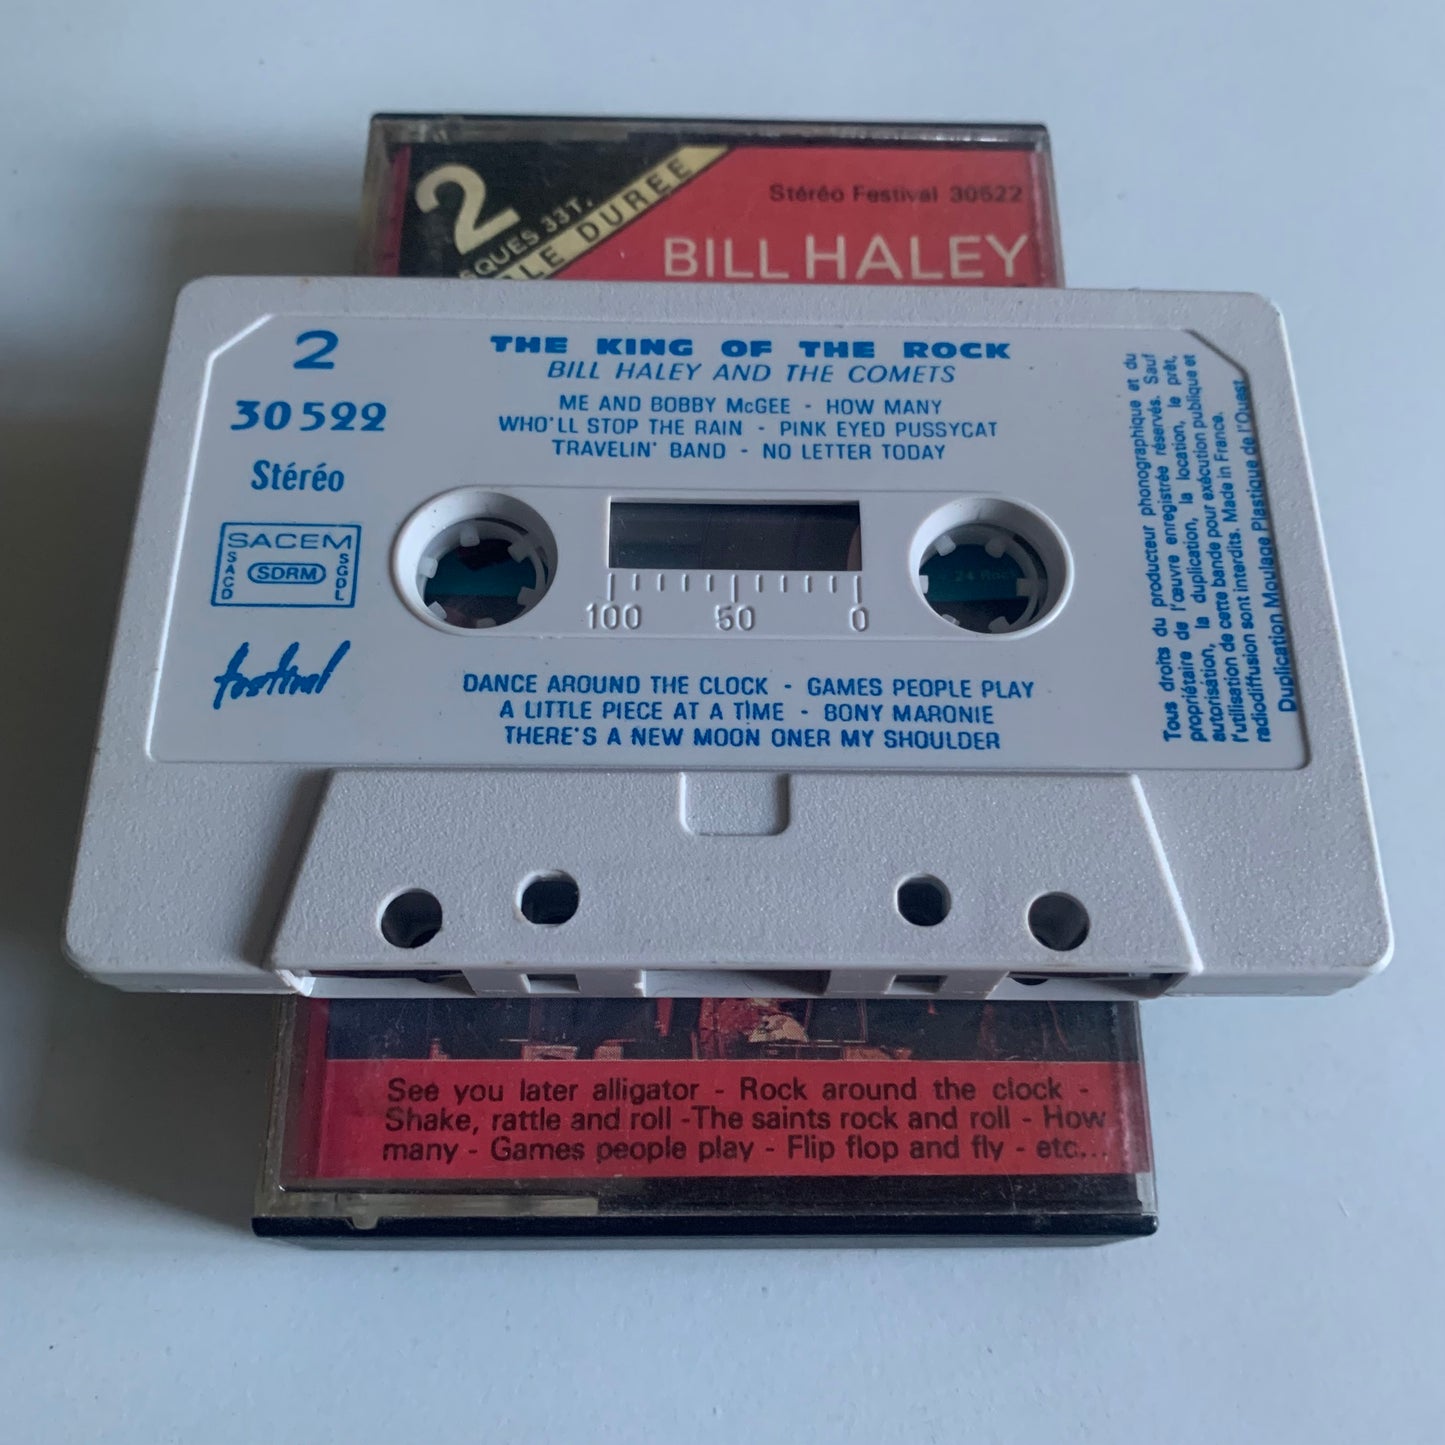 2
DISQUES 33T.
DURÉE
Stéréo Festival 30522
BILL HALEY
2
30 522
Stéréo
SACEM
SACD
SDRM
SGDL
festival
THE KING OF THE ROCK
BILL HALEY AND THE COMETS
ME AND BOBBY McGEE - HOW MANY
WHO'LL STOP THE RAIN - PINK EYED PUSSYCAT
TRAVELIN' BAND - NO LETTER TODAY
100 50 0
DANCE AROUND THE CLOCK - GAMES PEOPLE PLAY
A LITTLE PIECE AT A TIME - BONY MARONIE
THERE'S A NEW MOON ONER MY SHOULDER
Tous droits du producteur phonographique et du
propriétaire de l'œuvre enregistrée réservés. Sauf
autorisation, la duplication, la location, le prêt,
l'utilisation de cette bande pour exécution publique et
radiodiffusion sont interdits. Made in France.
Duplication Moulage Plastique de l'Ouest
See you later alligator - Rock around the clock -
Shake, rattle and roll -The saints rock and roll - How
many - Games people play - Flip flop and fly - etc...